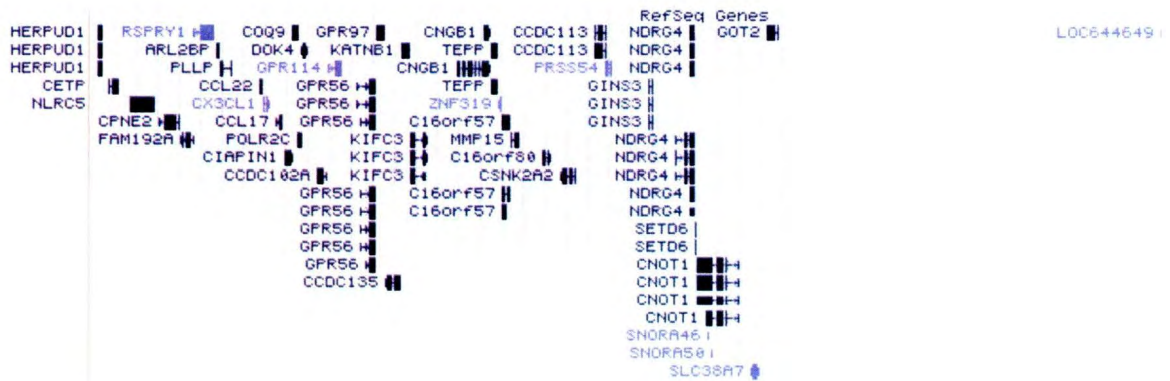 RefSeq Genes
HERPUD1 RSPRY1 COQ9 GPR97 CNGB1 CCDC113 NDRG4 GOT2 LOC644649
HERPUD1 ARL2BP DOK4 KATNB1 TEPP CCDC113 NDRG4
HERPUD1 PLLP GPR114 CNGB1 PRSS54 NDRG4
CETP CCL22 GPR56 TEPP GINS3
NLRC5 CX3CL1 GPR56 ZNF319 GINS3
CPNE2 CCL17 GPR56 C16orf57 GINS3
FAM192A POLR2C KIFC3 MMP15 NDRG4
CIAPIN1 KIFC3 C16orf80 NDRG4
CCDC102A KIFC3 CSNK2A2 NDRG4
GPR56 C16orf57 NDRG4
GPR56 C16orf57 NDRG4
GPR56 SETD6
GPR56 SETD6
GPR56 CNOT1
CCDC135 CNOT1
CNOT1
CNOT1
SNORA46
SNORA50
SLC38A7